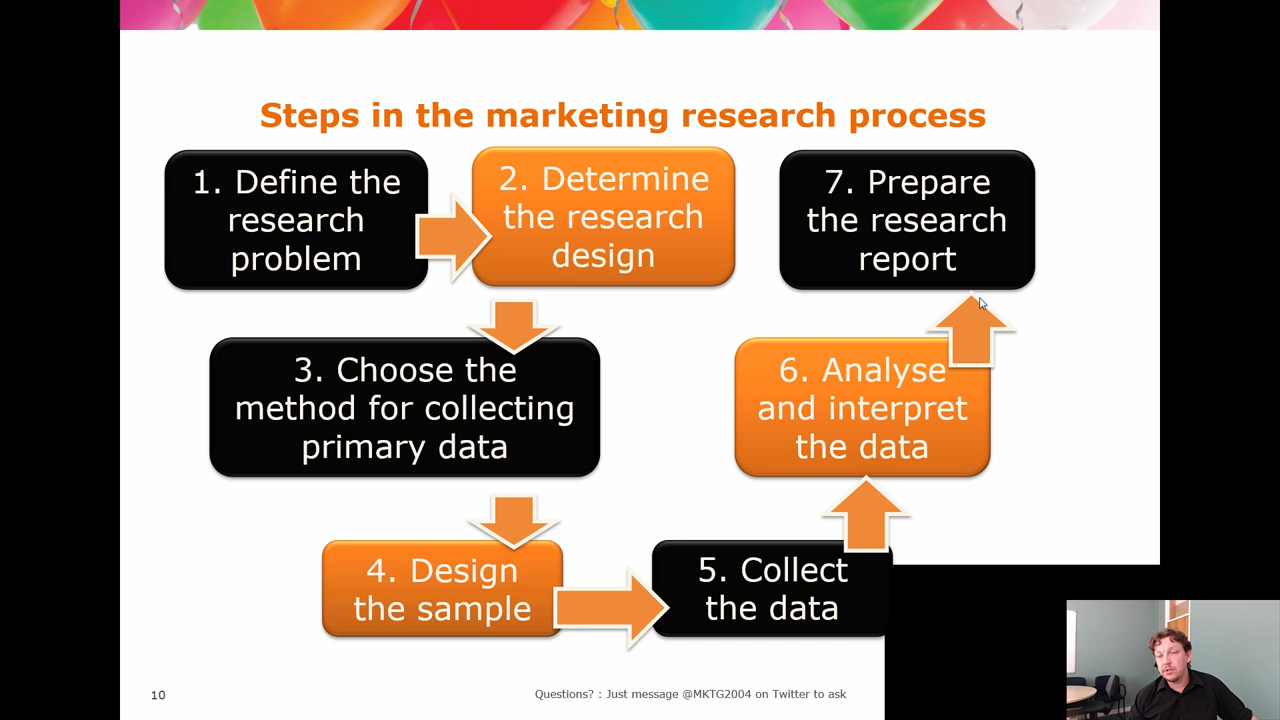 Steps in the marketing research process
1. Define the
research
problem
2. Determine
the research
design
3. Choose the
method for collecting
primary data
4. Design
the sample
5. Collect
the data
6. Analyse
and interpret
the data
7. Prepare
the research
report
10
Questions? : Just message @MKTG2004 on Twitter to ask